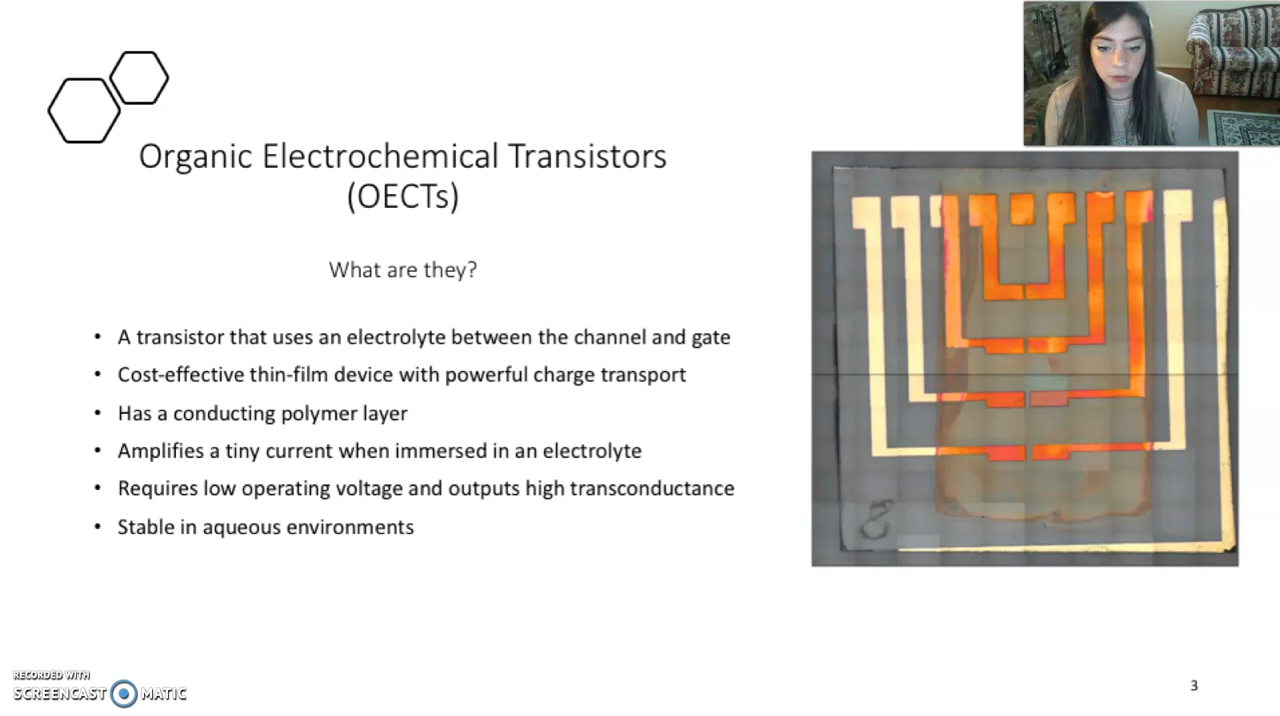 Organic Electrochemical Transistors
(OECTs)
What are they?
• A transistor that uses an electrolyte between the channel and gate
• Cost-effective thin-film device with powerful charge transport
• Has a conducting polymer layer
• Amplifies a tiny current when immersed in an electrolyte
• Requires low operating voltage and outputs high transconductance
• Stable in aqueous environments
8
RECORDED WITH
SCREENCAST MATIC
3